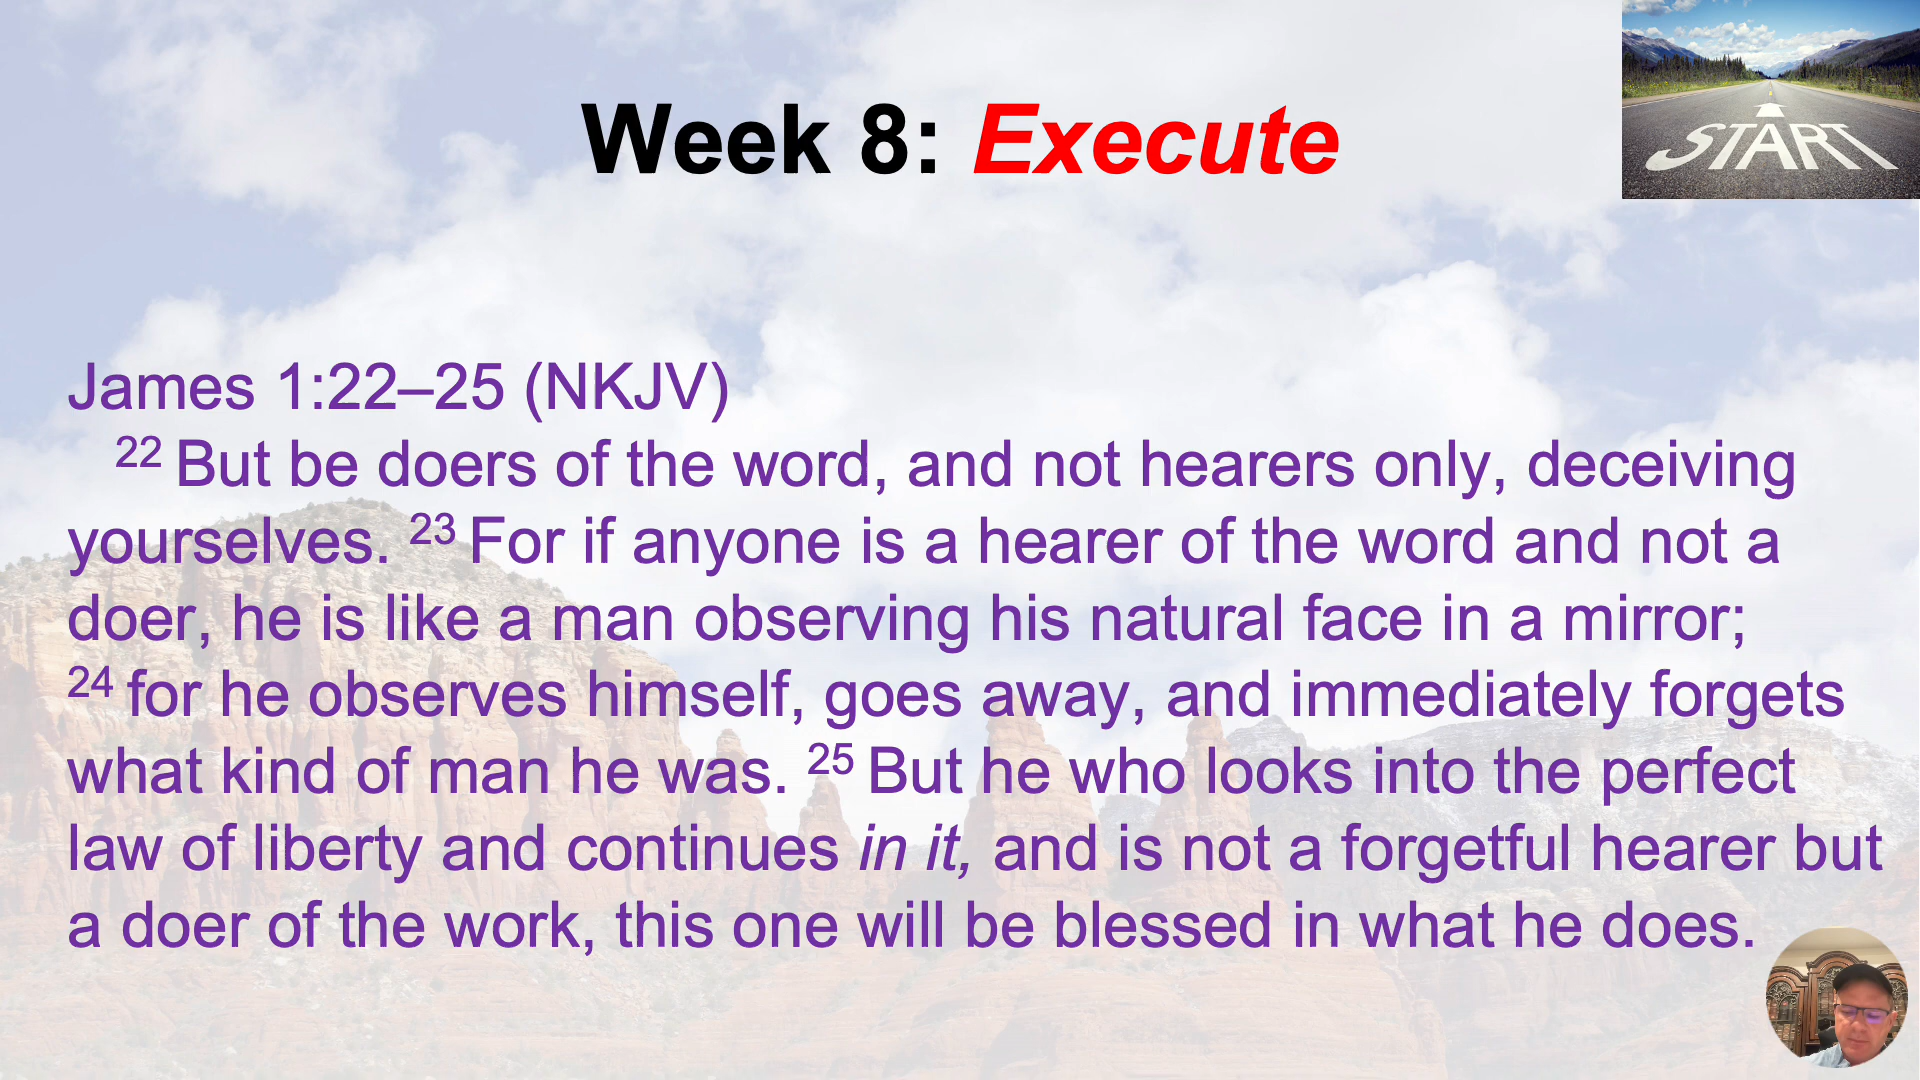 START
Week 8: Execute
James 1:22–25 (NKJV)
22 But be doers of the word, and not hearers only, deceiving
yourselves. 23 For if anyone is a hearer of the word and not a
doer, he is like a man observing his natural face in a mirror;
24 for he observes himself, goes away, and immediately forgets
what kind of man he was. 25 But he who looks into the perfect
law of liberty and continues in it, and is not a forgetful hearer but
a doer of the work, this one will be blessed in what he does.